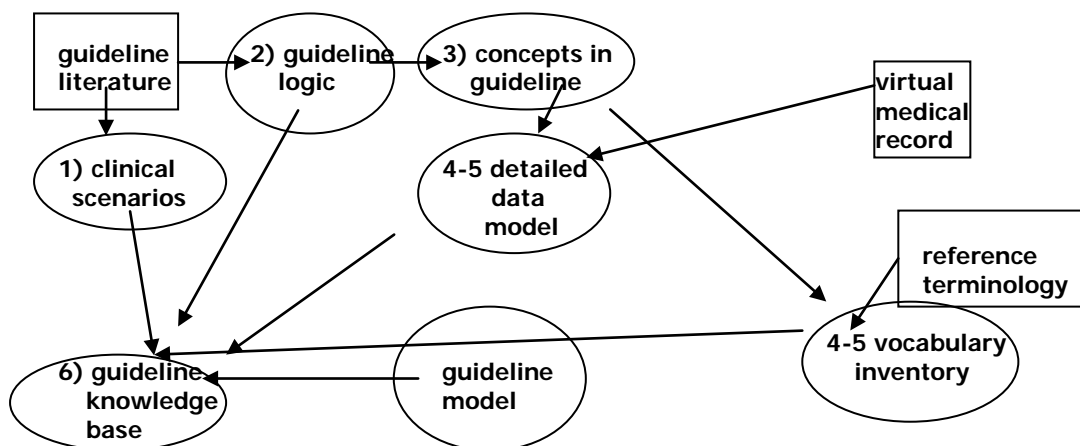 guideline
literature
2) guideline
logic
3) concepts in
guideline
virtual
medical
record
1) clinical
scenarios
4-5 detailed
data
model
reference
terminology
4-5 vocabulary
inventory
6) guideline
knowledge
base
guideline
model